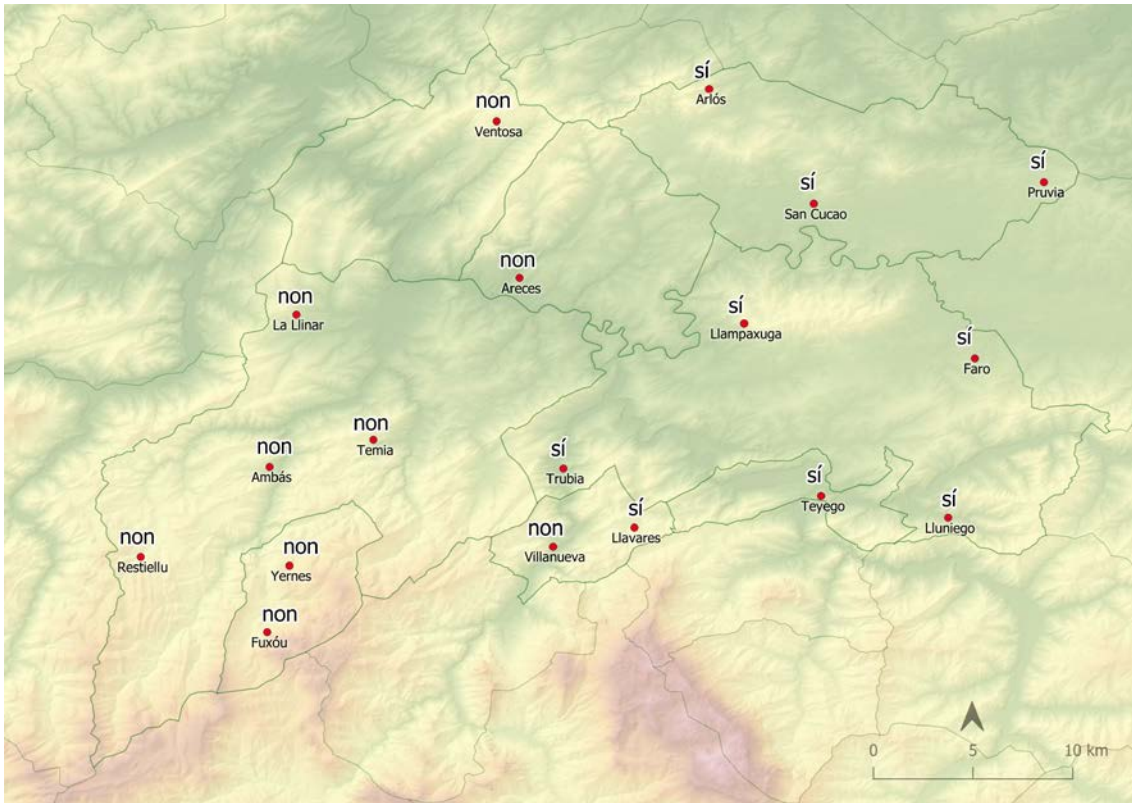 sí
Arlós
non
Ventosa
sí
Pruvia
sí
San Cucao
non
Areces
non
La Llinar
sí
Llampaxuga
sí
Faro
non
Temia
non
Ambás
sí
Trubia
sí
Teyego
sí
Lluniego
sí
Llavares
non
Villanueva
non
Restiellu
non
Yernes
non
Fuxóu
0 5 10 km